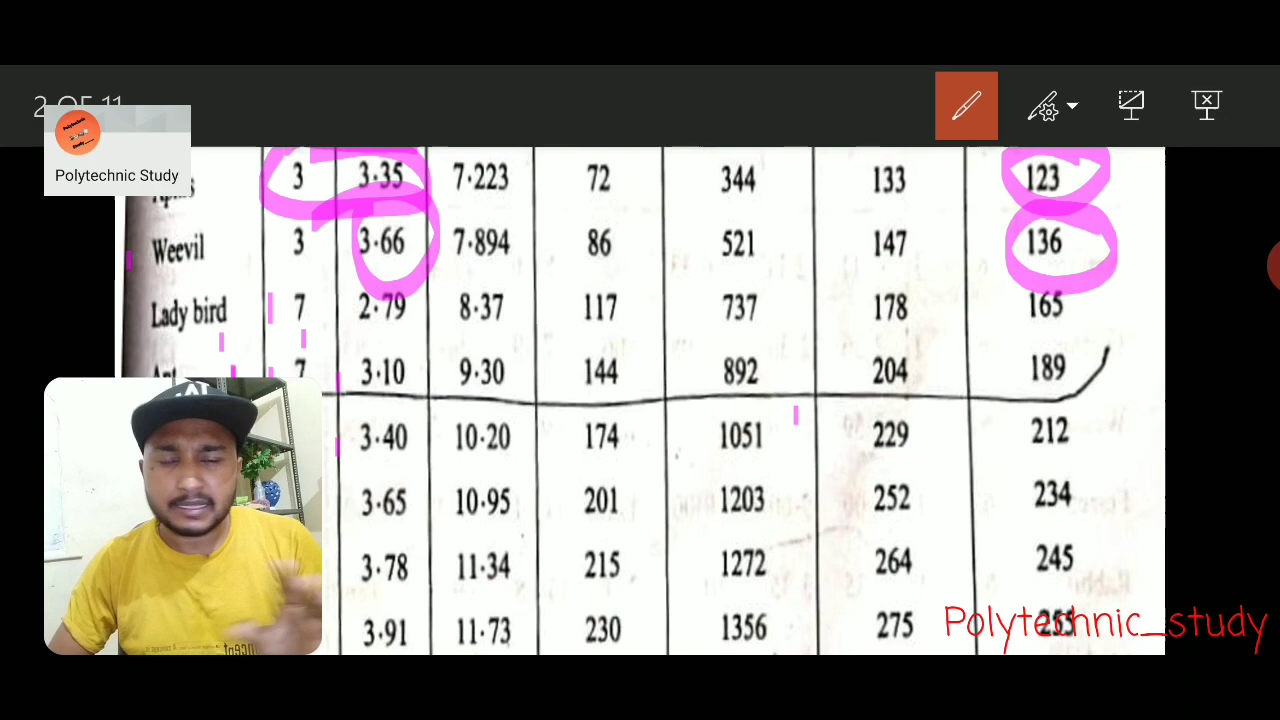 2 OF 11
Polytechnic Study
3 3·35 7·223 72 344 133 123
Weevil 3 3·66 7·894 86 521 147 136
Lady bird 7 2·79 8·37 117 737 178 165
7 3·10 9·30 144 892 204 189
3·40 10·20 174 1051 229 212
3·65 10·95 201 1203 252 234
3·78 11·34 215 1272 264 245
3·91 11·73 230 1356 275 255
Polytechnic_study